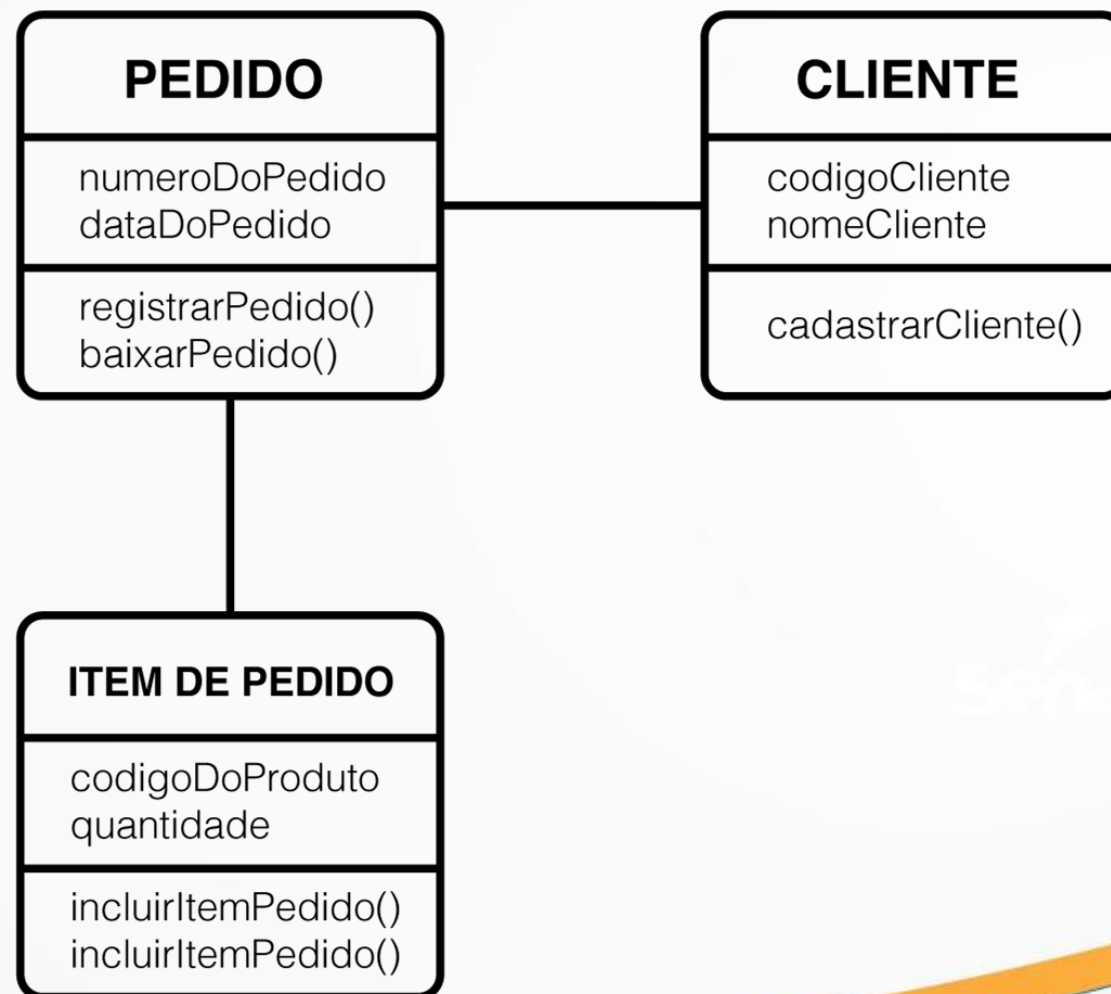 PEDIDO
numeroDoPedido
dataDoPedido
registrarPedido()
baixarPedido()
CLIENTE
codigoCliente
nomeCliente
cadastrarCliente()
ITEM DE PEDIDO
codigoDoProduto
quantidade
incluirItemPedido()
incluirItemPedido()